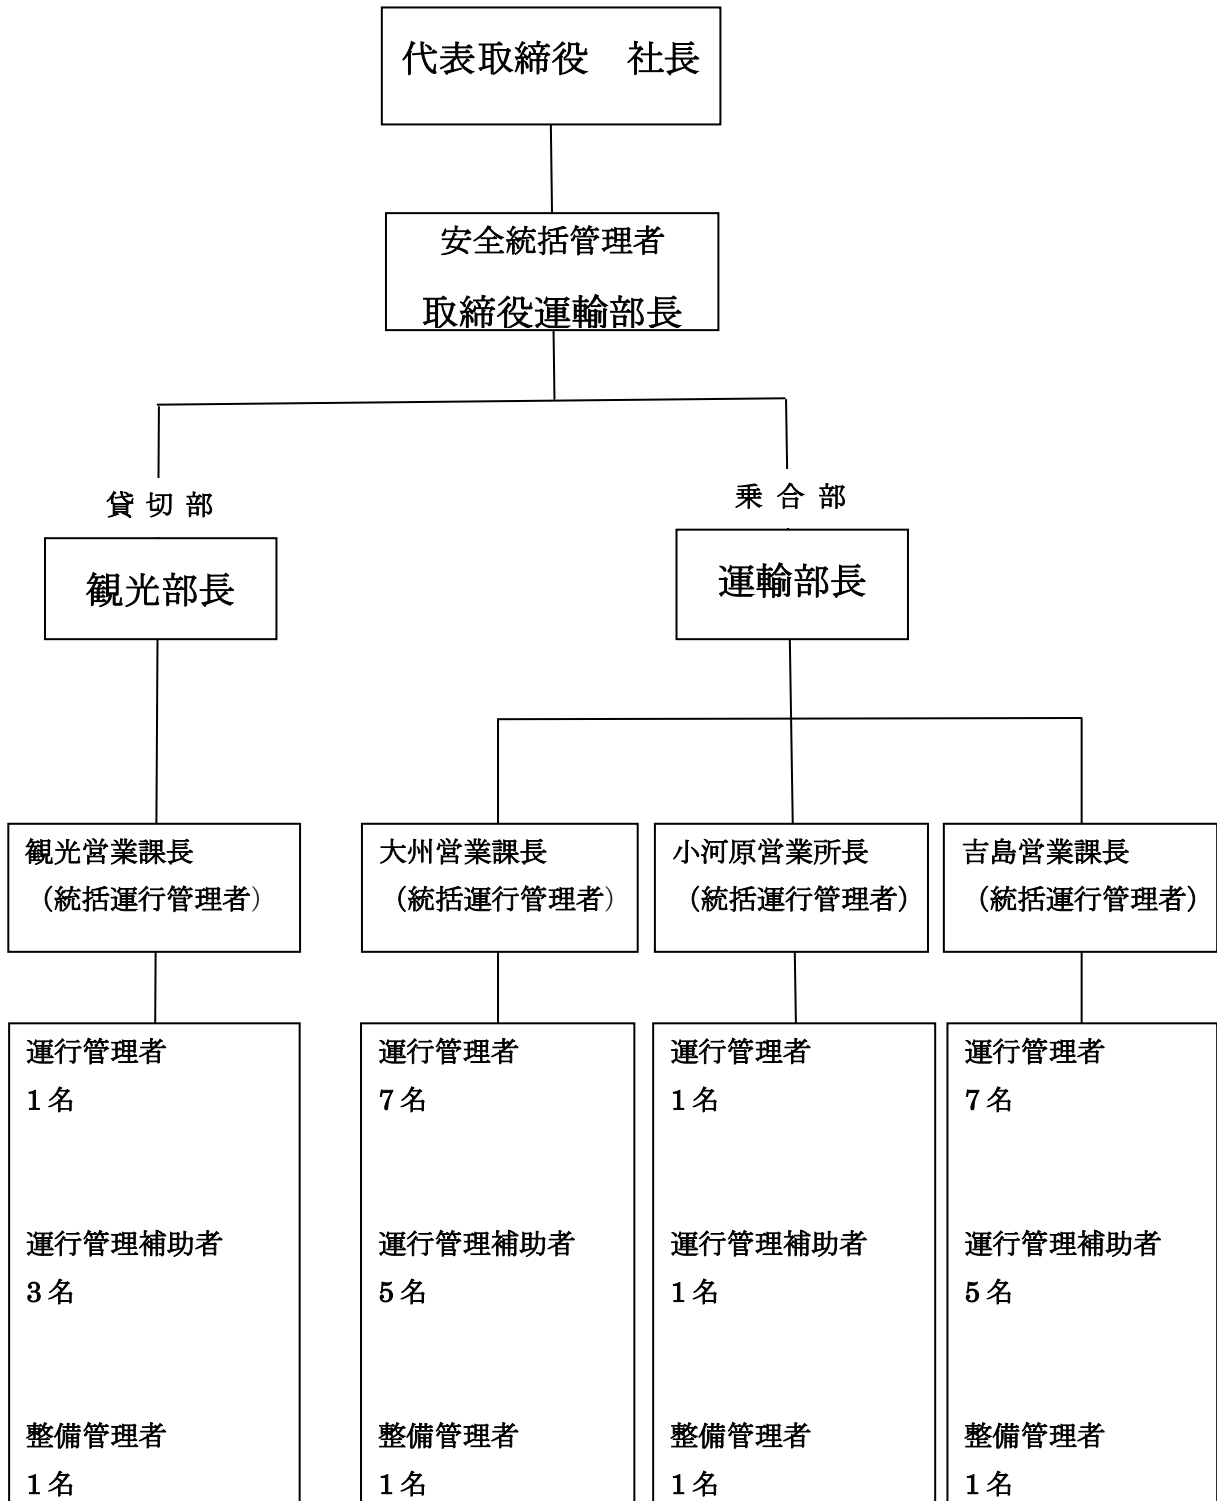 代表取締役　社長
安全統括管理者
取締役運輸部長
貸 切 部
観光部長
乗 合 部
運輸部長
観光営業課長
（統括運行管理者）
大州営業課長
（統括運行管理者）
小河原営業所長
（統括運行管理者）
吉島営業課長
（統括運行管理者）
運行管理者
1名
運行管理補助者
3名
整備管理者
1名
運行管理者
7名
運行管理補助者
5名
整備管理者
1名
運行管理者
1名
運行管理補助者
1名
整備管理者
1名
運行管理者
7名
運行管理補助者
5名
整備管理者
1名